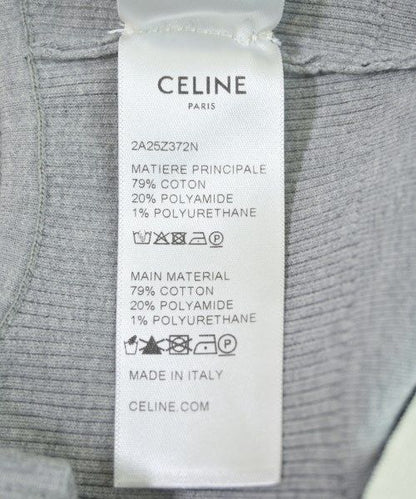 CELINE
PARIS
2A25Z372N
MATIERE PRINCIPALE
79% COTON
20% POLYAMIDE
1% POLYURETHANE
MAIN MATERIAL
79% COTTON
20% POLYAMIDE
1% POLYURETHANE
MADE IN ITALY
CELINE.COM